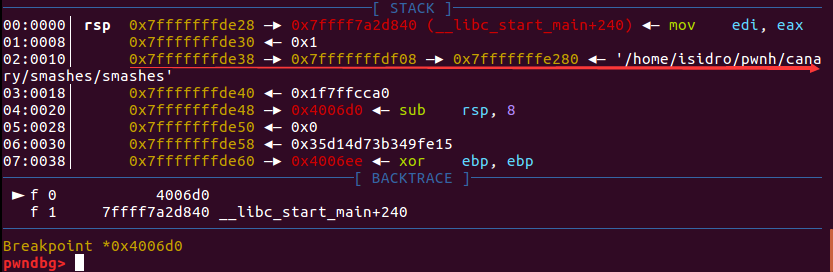 [ STACK ]
00:0000│ rsp 0x7fffffffde28 —▸ 0x7ffff7a2d840 (__libc_start_main+240) ◂— mov edi, eax
01:0008│ 0x7fffffffde30 ◂— 0x1
02:0010│ 0x7fffffffde38 —▸ 0x7fffffffdf08 —▸ 0x7fffffffe280 ◂— '/home/isidro/pwnh/cana
ry/smashes/smashes'
03:0018│ 0x7fffffffde40 ◂— 0x1f7ffcca0
04:0020│ 0x7fffffffde48 —▸ 0x4006d0 ◂— sub rsp, 8
05:0028│ 0x7fffffffde50 ◂— 0x0
06:0030│ 0x7fffffffde58 ◂— 0x35d14d73b349fe15
07:0038│ 0x7fffffffde60 —▸ 0x4006ee ◂— xor ebp, ebp
[ BACKTRACE ]
► f 0 4006d0
f 1 7ffff7a2d840 __libc_start_main+240
Breakpoint *0x4006d0
pwndbg>